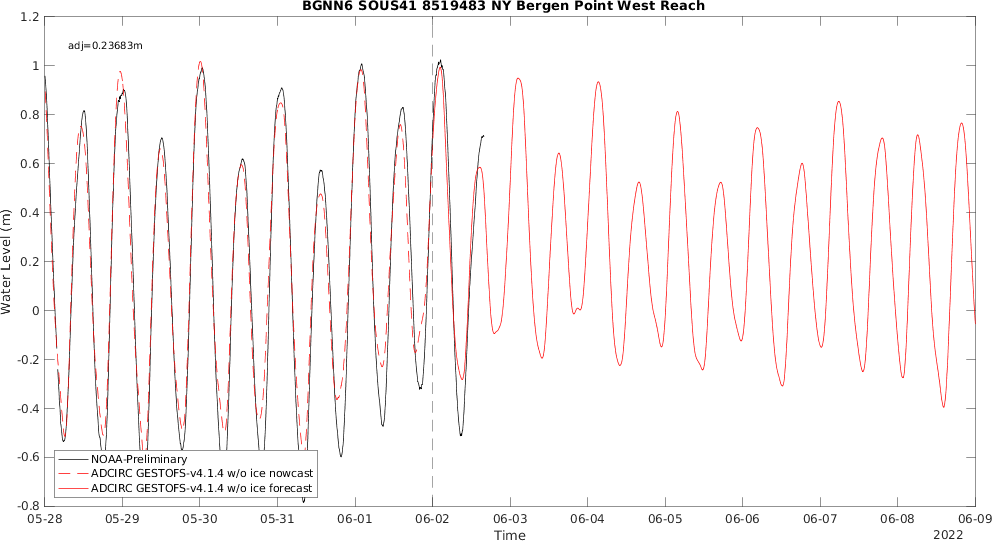 BGNN6 SOUS41 8519483 NY Bergen Point West Reach
adj=0.23683m
1.2
1
0.8
0.6
0.4
0.2
0
-0.2
-0.4
-0.6
-0.8
Water Level (m)
NOAA-Preliminary
ADCIRC GESTOFS-v4.1.4 w/o ice nowcast
ADCIRC GESTOFS-v4.1.4 w/o ice forecast
05-28 05-29 05-30 05-31 06-01 06-02 06-03 06-04 06-05 06-06 06-07 06-08 06-09
Time
2022